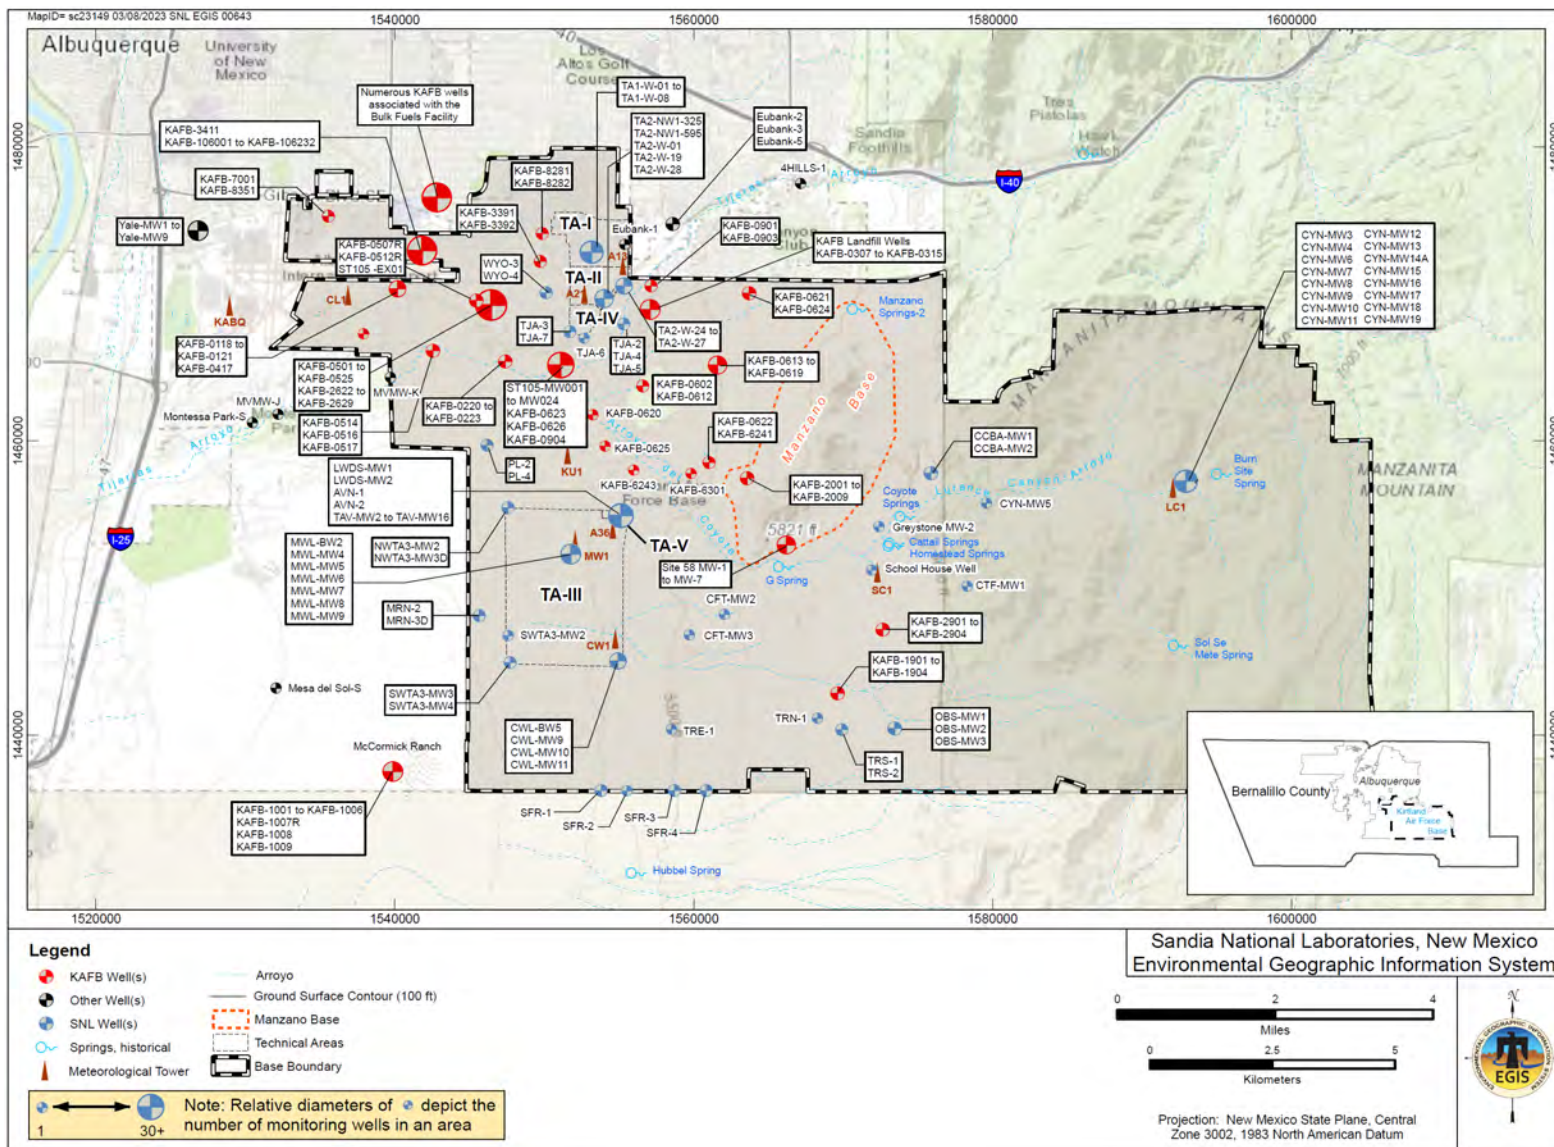 MapID= sc23149 03/08/2023 SNL EGIS 00643
1540000
1560000
1580000
1600000
Albuquerque
University
of New
Mexico
40
Los
Altos Golf
Course
Tres
Pistolas
Hawk
Watch
Sandia
Foothills
I-40
Numerous KAFB wells
associated with the
Bulk Fuels Facility
TA1-W-01 to
TA1-W-08
TA2-NW1-325
TA2-NW1-595
TA2-W-01
TA2-W-19
TA2-W-28
Eubank-2
Eubank-3
Eubank-5
KAFB-3411
KAFB-106001 to KAFB-106232
1480000
1480000
4HILLS-1
Tijeras Arroyo
KAFB-7001
KAFB-8351
KAFB-8281
KAFB-8282
KAFB-3391
KAFB-3392
Yale-MW1 to
Yale-MW9
TA-I
Eubank-1
KAFB-0901
KAFB-0903
KAFB Landfill Wells
KAFB-0307 to KAFB-0315
KAFB-0507R
KAFB-0512R
ST105 -EX01
WYO-3
WYO-4
A13
TA-II
A21
TA-IV
CL1
KABQ
KAFB-0621
KAFB-0624
Manzano
Springs-2
CYN-MW3
CYN-MW4
CYN-MW6
CYN-MW7
CYN-MW8
CYN-MW9
CYN-MW10
CYN-MW11
CYN-MW12
CYN-MW13
CYN-MW14A
CYN-MW15
CYN-MW16
CYN-MW17
CYN-MW18
CYN-MW19
TJA-3
TJA-7
TJA-6
TJA-2
TJA-4
TJA-5
TA2-W-24 to
TA2-W-27
KAFB-0118 to
KAFB-0121
KAFB-0417
KAFB-0501 to
KAFB-0525
KAFB-2622 to
KAFB-2629
MVMW-K
MVMW-J
Montessa Park-S
KAFB-0220 to
KAFB-0223
ST105-MW001
to MW024
KAFB-0623
KAFB-0626
KAFB-0904
KAFB-0613 to
KAFB-0619
KAFB-0602
KAFB-0612
KAFB-0620
KAFB-0625
Manzano Base
MANZANITA MOUNTAINS
KAFB-0514
KAFB-0516
KAFB-0517
Tijeras Arroyo
1460000
1460000
PL-2
PL-4
KU1
KAFB-6243
KAFB-6301
KAFB-0622
KAFB-6241
KAFB-2001 to
KAFB-2009
Force Base
CCBA-MW1
CCBA-MW2
Lurance Canyon Arroyo
Burn
Site
Spring
LC1
MANZANITA
MOUNTAIN
Arroyo del Coyote
LWDS-MW1
LWDS-MW2
AVN-1
AVN-2
TAV-MW2 to TAV-MW16
Coyote
Springs
CYN-MW5
Greystone MW-2
Cattail Springs
Homestead Springs
5821 ft
I-25
47
NWTA3-MW2
NWTA3-MW3D
A36
TA-V
MW1
MWL-BW2
MWL-MW4
MWL-MW5
MWL-MW6
MWL-MW7
MWL-MW8
MWL-MW9
Site 58 MW-1
to MW-7
G Spring
School House Well
SC1
CTF-MW1
TA-III
MRN-2
MRN-3D
CFT-MW2
CFT-MW3
SWTA3-MW2
CW1
KAFB-2901 to
KAFB-2904
Sol Se
Mete Spring
KAFB-1901 to
KAFB-1904
Mesa del Sol-S
SWTA3-MW3
SWTA3-MW4
CWL-BW5
CWL-MW9
CWL-MW10
CWL-MW11
TRE-1
TRN-1
TRS-1
TRS-2
OBS-MW1
OBS-MW2
OBS-MW3
1440000
1440000
McCormick Ranch
KAFB-1001 to KAFB-1006
KAFB-1007R
KAFB-1008
KAFB-1009
SFR-1
SFR-2
SFR-3
SFR-4
Hubbel Spring
Bernalillo County
Albuquerque
Kirtland
Air Force
Base
1520000
1540000
1560000
1580000
1600000
Legend
KAFB Well(s)
Other Well(s)
SNL Well(s)
Springs, historical
Meteorological Tower
Arroyo
Ground Surface Contour (100 ft)
Manzano Base
Technical Areas
Base Boundary
1
30+
Note: Relative diameters of depict the
number of monitoring wells in an area
Sandia National Laboratories, New Mexico
Environmental Geographic Information System
0 2 4
Miles
0 2.5 5
Kilometers
Projection: New Mexico State Plane, Central
Zone 3002, 1983 North American Datum
N
ENVIRONMENTAL GEOGRAPHIC INFORMATION SYSTEM
EGIS